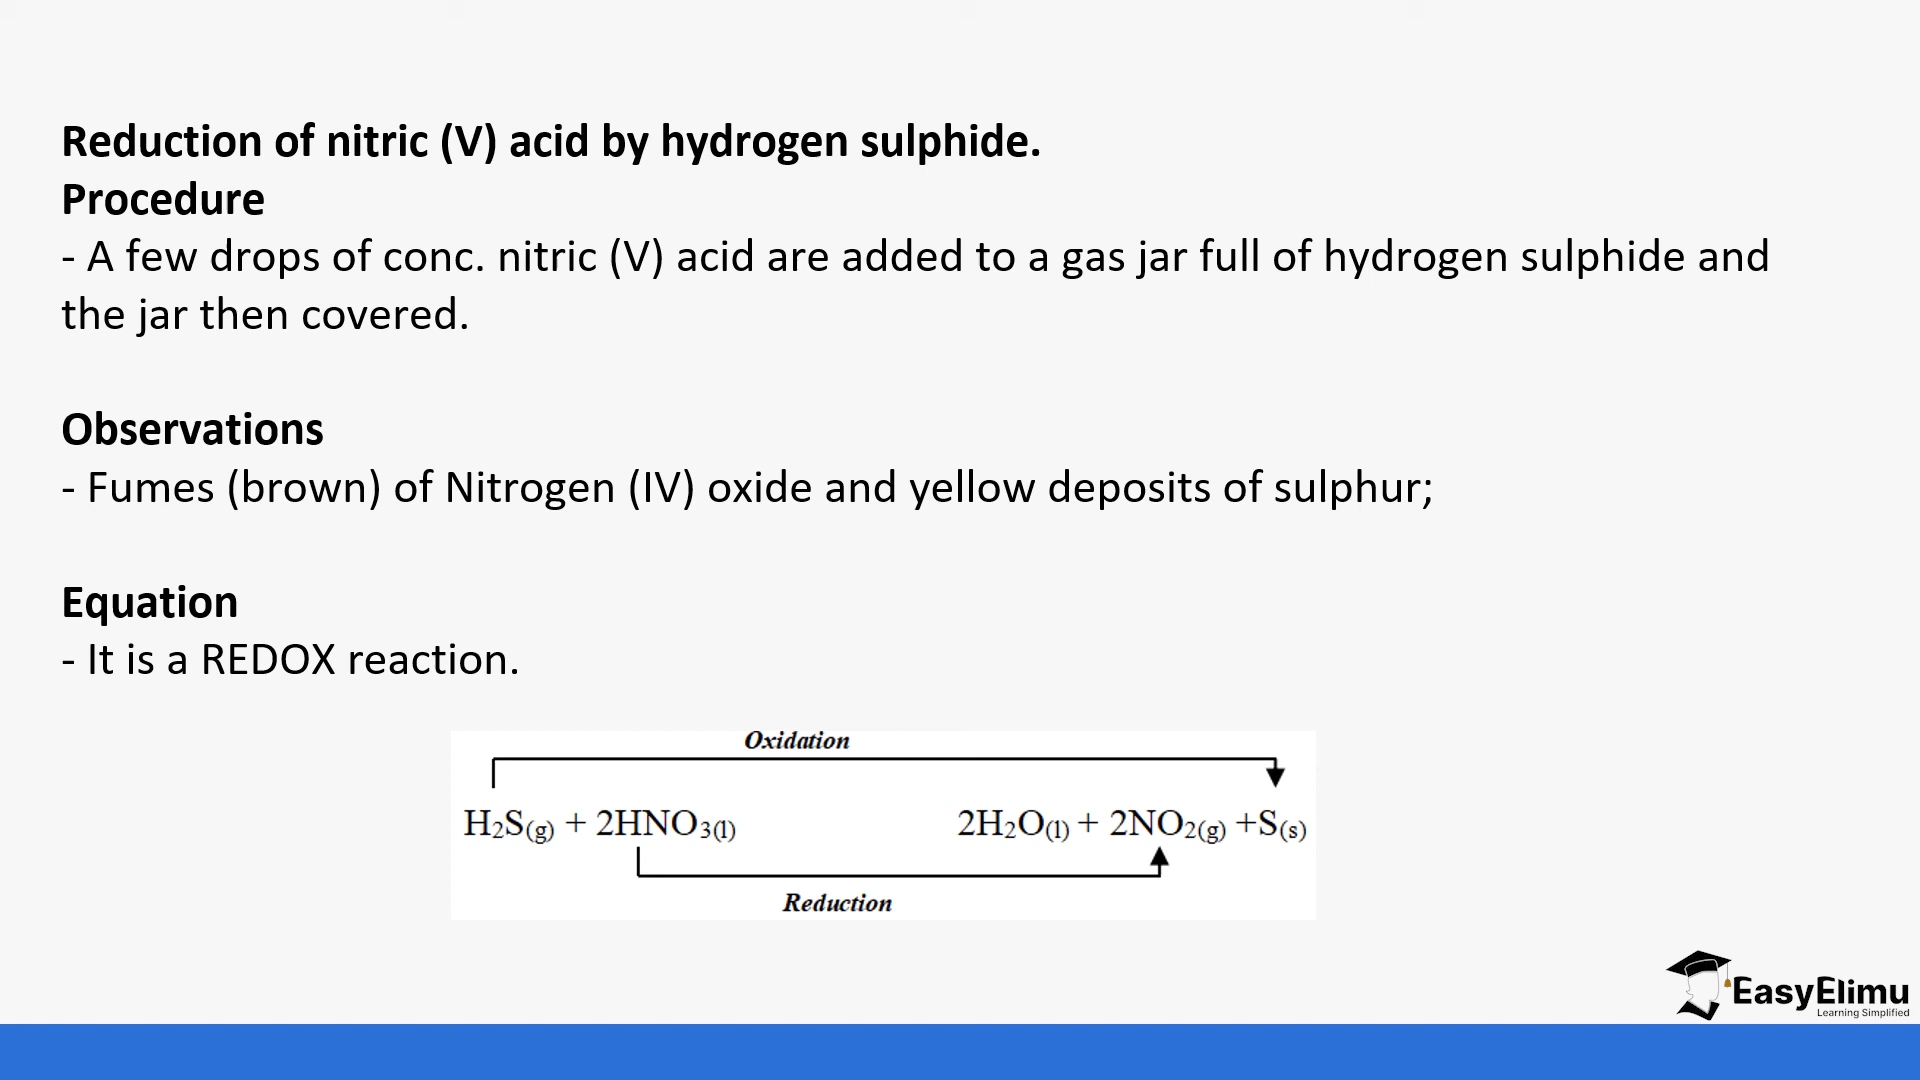 Reduction of nitric (V) acid by hydrogen sulphide.
Procedure
- A few drops of conc. nitric (V) acid are added to a gas jar full of hydrogen sulphide and
the jar then covered.
Observations
- Fumes (brown) of Nitrogen (IV) oxide and yellow deposits of sulphur;
Equation
- It is a REDOX reaction.
Oxidation
H₂S(g) + 2HNO₃(l) 2H₂O(l) + 2NO₂(g) +S(s)
Reduction
EasyElimu
Learning Simplified